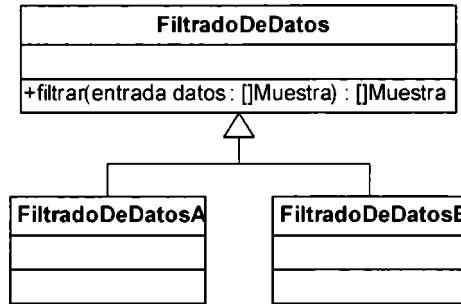 FiltradoDeDatos
+filtrar(entrada datos : []Muestra) : []Muestra
FiltradoDeDatosA
FiltradoDeDatosB